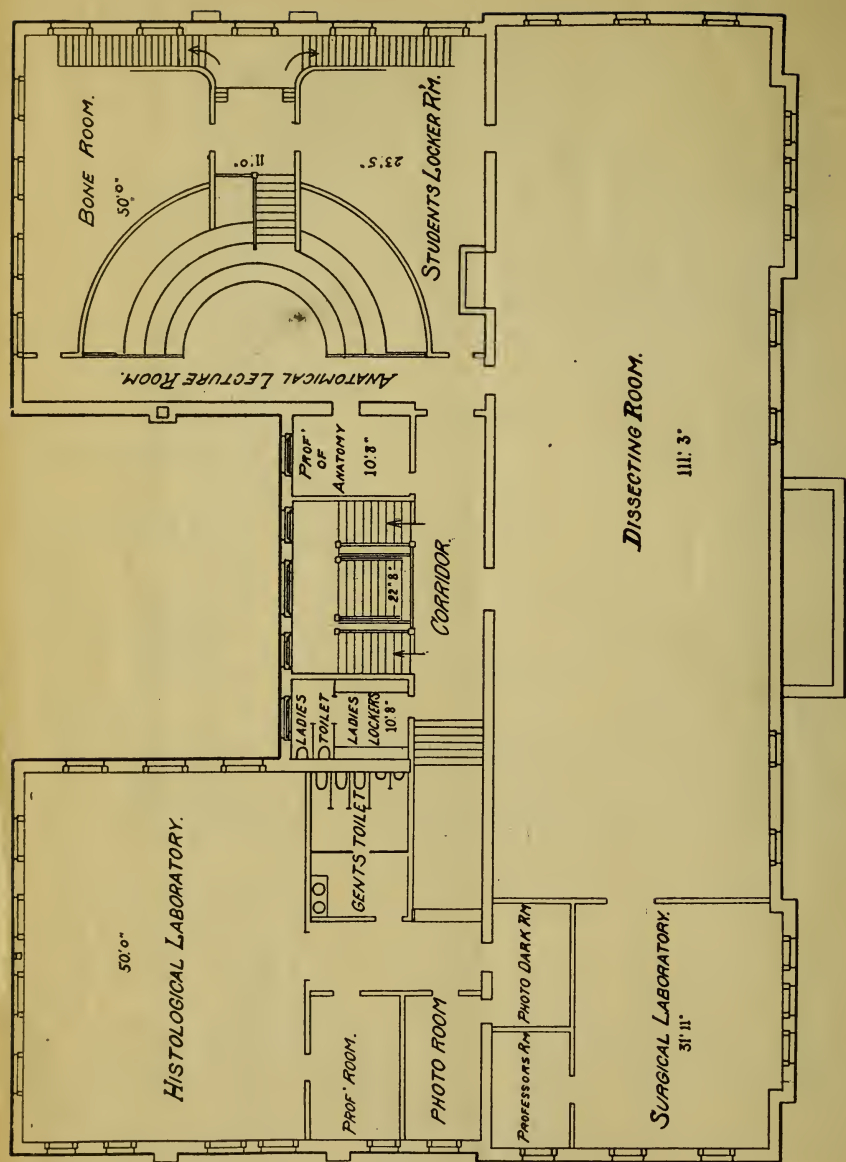 BONE ROOM.
50'.0"
11'.0"
23'.5"
STUDENTS LOCKER R'M.
ANATOMICAL LECTURE ROOM.
PROF'
OF
ANATOMY
10'.8"
22"8"
CORRIDOR.
LADIES
TOILET
LADIES
LOCKERS
10'.8"
DISSECTING ROOM.
111'. 3"
HISTOLOGICAL LABORATORY.
50'.0"
GENTS TOILET
PROF' ROOM.
PHOTO ROOM
PHOTO DARK RM
PROFESSORS RM
SURGICAL LABORATORY.
31' 11"